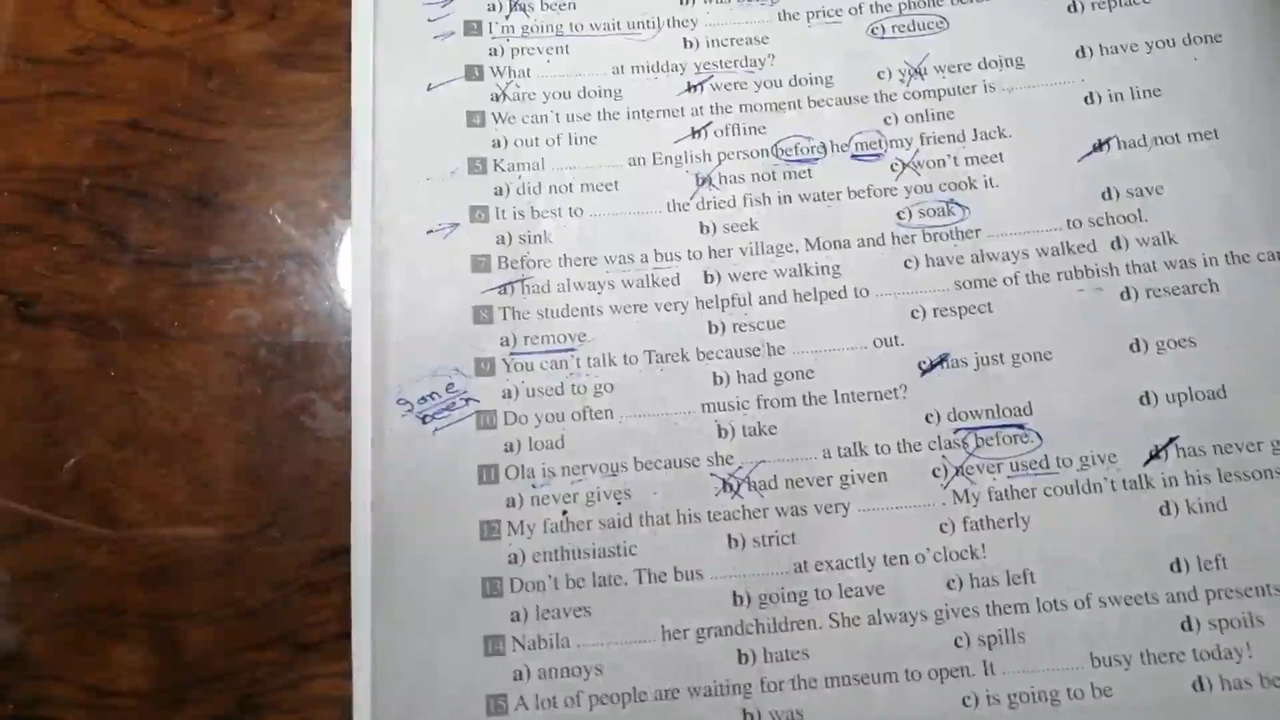 a) has been
2 I'm going to wait until they ............ the price of the phone
a) prevent b) increase c) reduce d) replace
3 What ............ at midday yesterday?
a) are you doing b) were you doing c) you were doing d) have you done
4 We can't use the internet at the moment because the computer is ............ .
a) out of line b) offline c) online d) in line
5 Kamal ............ an English person before he met my friend Jack.
a) did not meet b) has not met c) won't meet d) had not met
6 It is best to ............ the dried fish in water before you cook it.
a) sink b) seek c) soak d) save
7 Before there was a bus to her village, Mona and her brother ............ to school.
a) had always walked b) were walking c) have always walked d) walk
8 The students were very helpful and helped to ............ some of the rubbish that was in the
a) remove b) rescue c) respect d) research
9 You can't talk to Tarek because he ............ out.
a) used to go b) had gone c) has just gone d) goes
gone
been
10 Do you often ............ music from the Internet?
a) load b) take c) download d) upload
11 Ola is nervous because she ............ a talk to the class before.
a) never gives b) had never given c) never used to give d) has never g
12 My father said that his teacher was very ............ . My father couldn't talk in his lessons
a) enthusiastic b) strict c) fatherly d) kind
13 Don't be late. The bus ............ at exactly ten o'clock!
a) leaves b) going to leave c) has left d) left
14 Nabila ............ her grandchildren. She always gives them lots of sweets and presents
a) annoys b) hates c) spills d) spoils
15 A lot of people are waiting for the museum to open. It ............ busy there today!
b) was c) is going to be d) has be